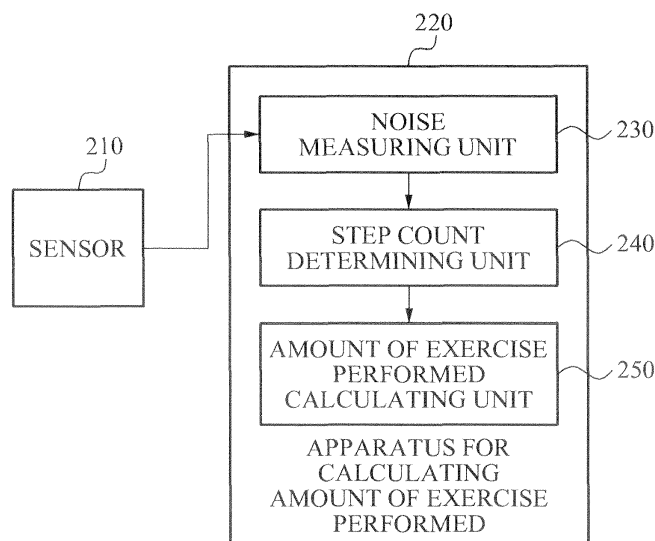 220
NOISE
MEASURING UNIT
230
210
SENSOR
STEP COUNT
DETERMINING UNIT
240
AMOUNT OF EXERCISE
PERFORMED
CALCULATING UNIT
250
APPARATUS FOR
CALCULATING
AMOUNT OF EXERCISE
PERFORMED